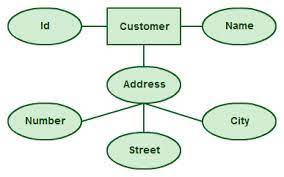 Id
Customer
Name
Address
Number
City
Street